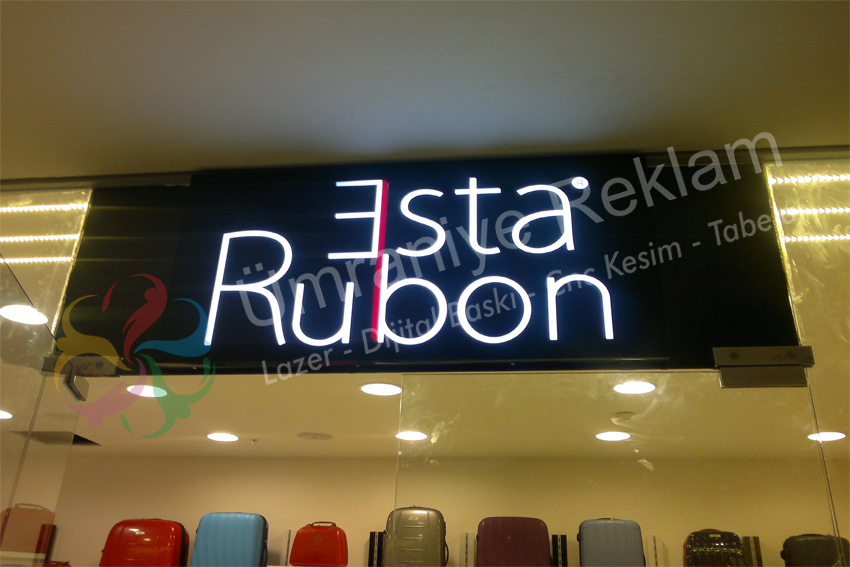 Esta®
Rubon
Ümraniye Reklam
Lazer - Dijital Baskı - Cnc Kesim - Tabe